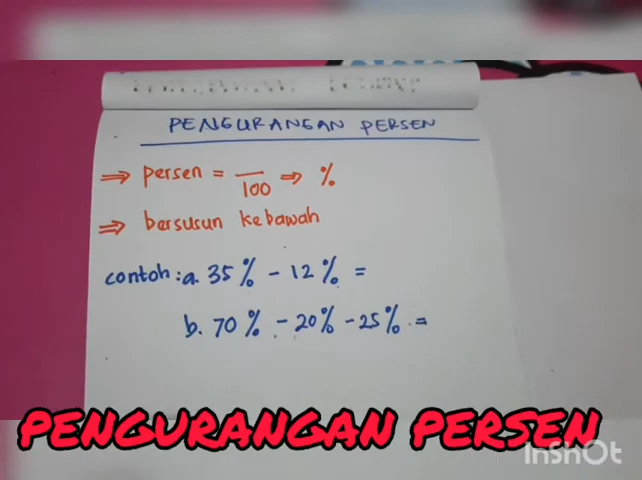 PENGURANGAN PERSEN
⇒ persen = — / 100 ⇒ %
⇒ bersusun kebawah
contoh : a. 35% - 12% =
b. 70% - 20% - 25% =
PENGURANGAN PERSEN
InShOt